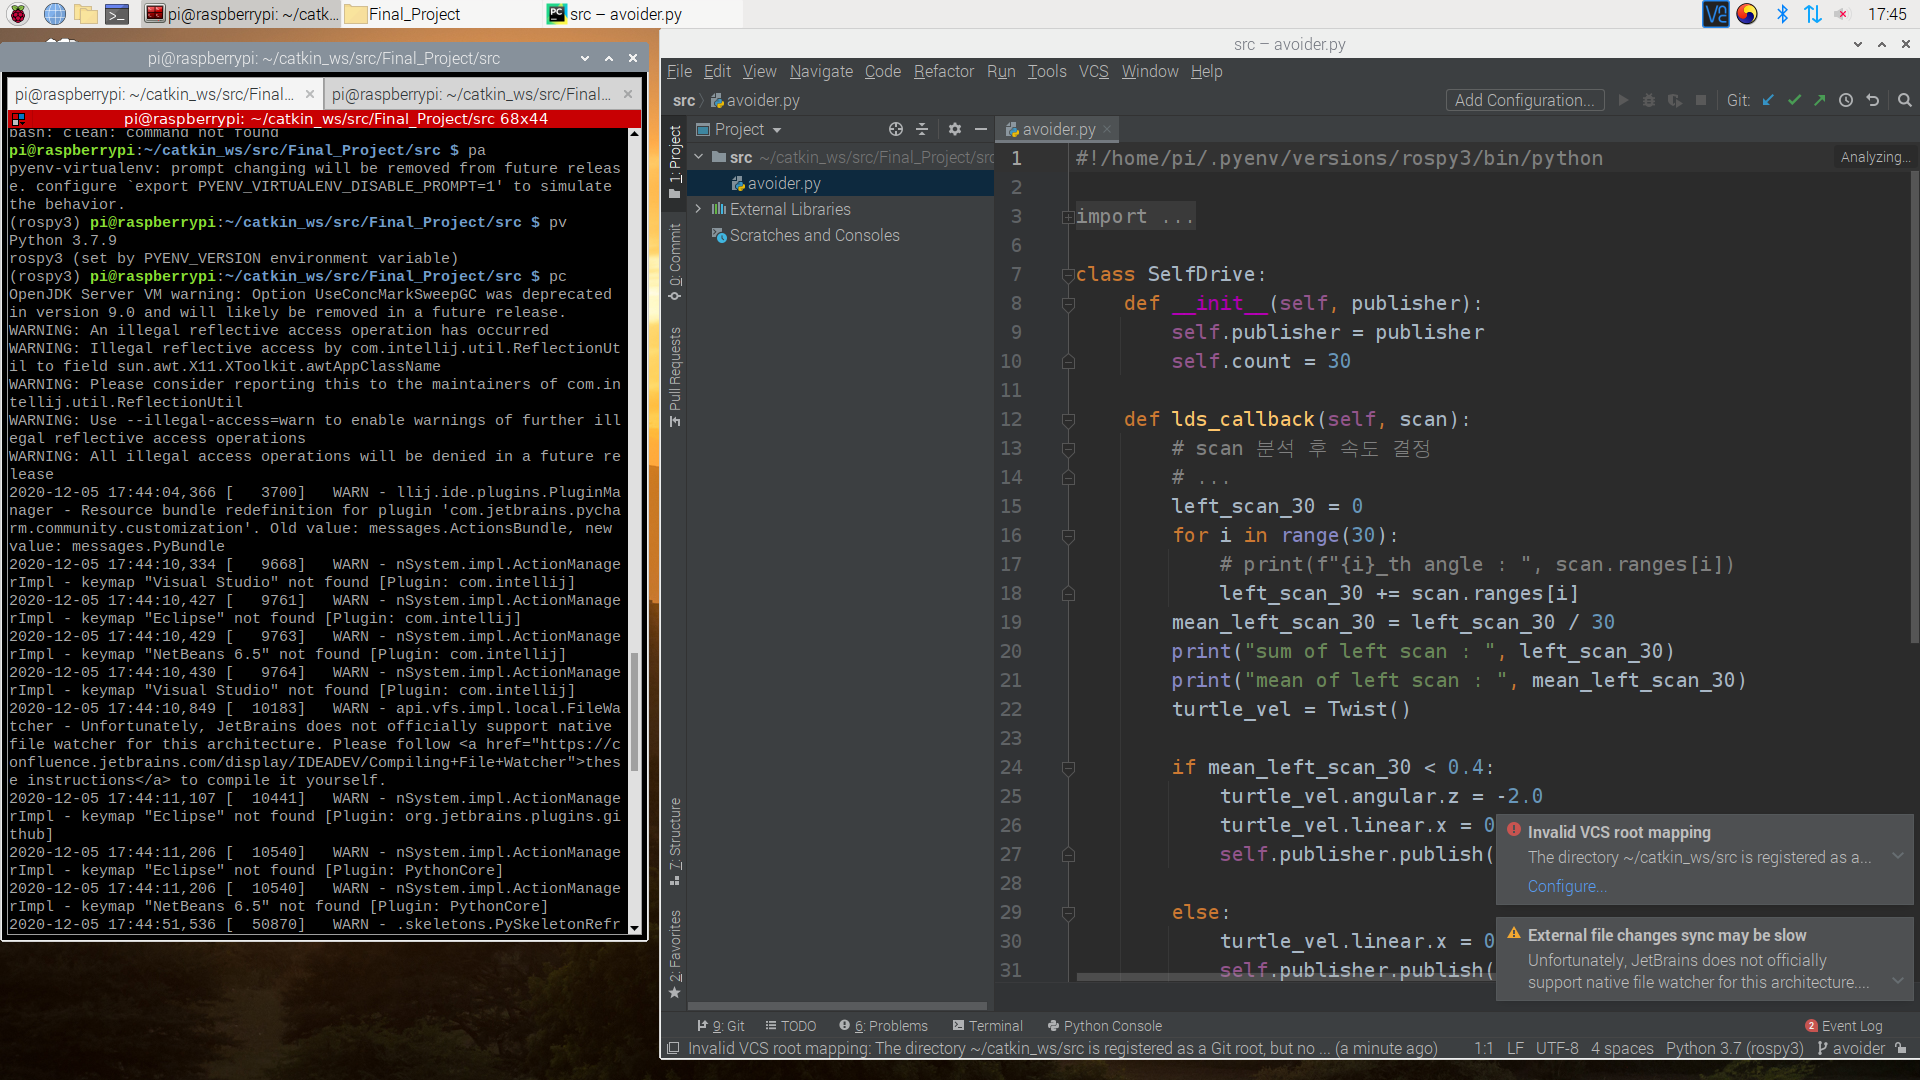 pi@raspberrypi: ~/catk...
Final_Project
src – avoider.py
17:45
pi@raspberrypi: ~/catkin_ws/src/Final_Project/src
pi@raspberrypi: ~/catkin_ws/src/Final...
pi@raspberrypi: ~/catkin_ws/src/Final...
pi@raspberrypi: ~/catkin_ws/src/Final_Project/src 68x44
bash: clean: command not found
pi@raspberrypi:~/catkin_ws/src/Final_Project/src $ pa
pyenv-virtualenv: prompt changing will be removed from future releas
e. configure `export PYENV_VIRTUALENV_DISABLE_PROMPT=1' to simulate
the behavior.
(rospy3) pi@raspberrypi:~/catkin_ws/src/Final_Project/src $ pv
Python 3.7.9
rospy3 (set by PYENV_VERSION environment variable)
(rospy3) pi@raspberrypi:~/catkin_ws/src/Final_Project/src $ pc
OpenJDK Server VM warning: Option UseConcMarkSweepGC was deprecated
in version 9.0 and will likely be removed in a future release.
WARNING: An illegal reflective access operation has occurred
WARNING: Illegal reflective access by com.intellij.util.ReflectionUt
il to field sun.awt.X11.XToolkit.awtAppClassName
WARNING: Please consider reporting this to the maintainers of com.in
tellij.util.ReflectionUtil
WARNING: Use --illegal-access=warn to enable warnings of further ill
egal reflective access operations
WARNING: All illegal access operations will be denied in a future re
lease
2020-12-05 17:44:04,366 [   3700]   WARN - llij.ide.plugins.PluginMa
nager - Resource bundle redefinition for plugin 'com.jetbrains.pycha
rm.community.customization'. Old value: messages.ActionsBundle, new
value: messages.PyBundle
2020-12-05 17:44:10,334 [   9668]   WARN - nSystem.impl.ActionManage
rImpl - keymap "Visual Studio" not found [Plugin: com.intellij]
2020-12-05 17:44:10,427 [   9761]   WARN - nSystem.impl.ActionManage
rImpl - keymap "Eclipse" not found [Plugin: com.intellij]
2020-12-05 17:44:10,429 [   9763]   WARN - nSystem.impl.ActionManage
rImpl - keymap "NetBeans 6.5" not found [Plugin: com.intellij]
2020-12-05 17:44:10,430 [   9764]   WARN - nSystem.impl.ActionManage
rImpl - keymap "Visual Studio" not found [Plugin: com.intellij]
2020-12-05 17:44:10,849 [  10183]   WARN - api.vfs.impl.local.FileWa
tcher - Unfortunately, JetBrains does not officially support native
file watcher for this architecture. Please follow <a href="https://c
onfluence.jetbrains.com/display/IDEADEV/Compiling+File+Watcher">thes
e instructions</a> to compile it yourself.
2020-12-05 17:44:11,107 [  10441]   WARN - nSystem.impl.ActionManage
rImpl - keymap "Eclipse" not found [Plugin: org.jetbrains.plugins.gi
thub]
2020-12-05 17:44:11,206 [  10540]   WARN - nSystem.impl.ActionManage
rImpl - keymap "Eclipse" not found [Plugin: PythonCore]
2020-12-05 17:44:11,206 [  10540]   WARN - nSystem.impl.ActionManage
rImpl - keymap "NetBeans 6.5" not found [Plugin: PythonCore]
2020-12-05 17:44:51,536 [  50870]   WARN - .skeletons.PySkeletonRefr
src – avoider.py
File Edit View Navigate Code Refactor Run Tools VCS Window Help
src avoider.py
Add Configuration...
Git:
1: Project
0: Commit
Pull Requests
7: Structure
2: Favorites
Project
src ~/catkin_ws/src/Final_Project/src
avoider.py
External Libraries
Scratches and Consoles
avoider.py
Analyzing...
1 #!/home/pi/.pyenv/versions/rospy3/bin/python
2
3 import ...
6
7 class SelfDrive:
8     def __init__(self, publisher):
9         self.publisher = publisher
10         self.count = 30
11
12     def lds_callback(self, scan):
13         # scan 분석 후 속도 결정
14         # ...
15         left_scan_30 = 0
16         for i in range(30):
17             # print(f"{i}_th angle : ", scan.ranges[i])
18             left_scan_30 += scan.ranges[i]
19         mean_left_scan_30 = left_scan_30 / 30
20         print("sum of left scan : ", left_scan_30)
21         print("mean of left scan : ", mean_left_scan_30)
22         turtle_vel = Twist()
23
24         if mean_left_scan_30 < 0.4:
25             turtle_vel.angular.z = -2.0
26             turtle_vel.linear.x = 0
27             self.publisher.publish(
28
29         else:
30             turtle_vel.linear.x = 0
31             self.publisher.publish(
Invalid VCS root mapping
The directory ~/catkin_ws/src is registered as a...
Configure...
External file changes sync may be slow
Unfortunately, JetBrains does not officially
support native file watcher for this architecture....
9: Git
TODO
6: Problems
Terminal
Python Console
2 Event Log
Invalid VCS root mapping: The directory ~/catkin_ws/src is registered as a Git root, but no ... (a minute ago)
1:1 LF UTF-8 4 spaces Python 3.7 (rospy3) avoider